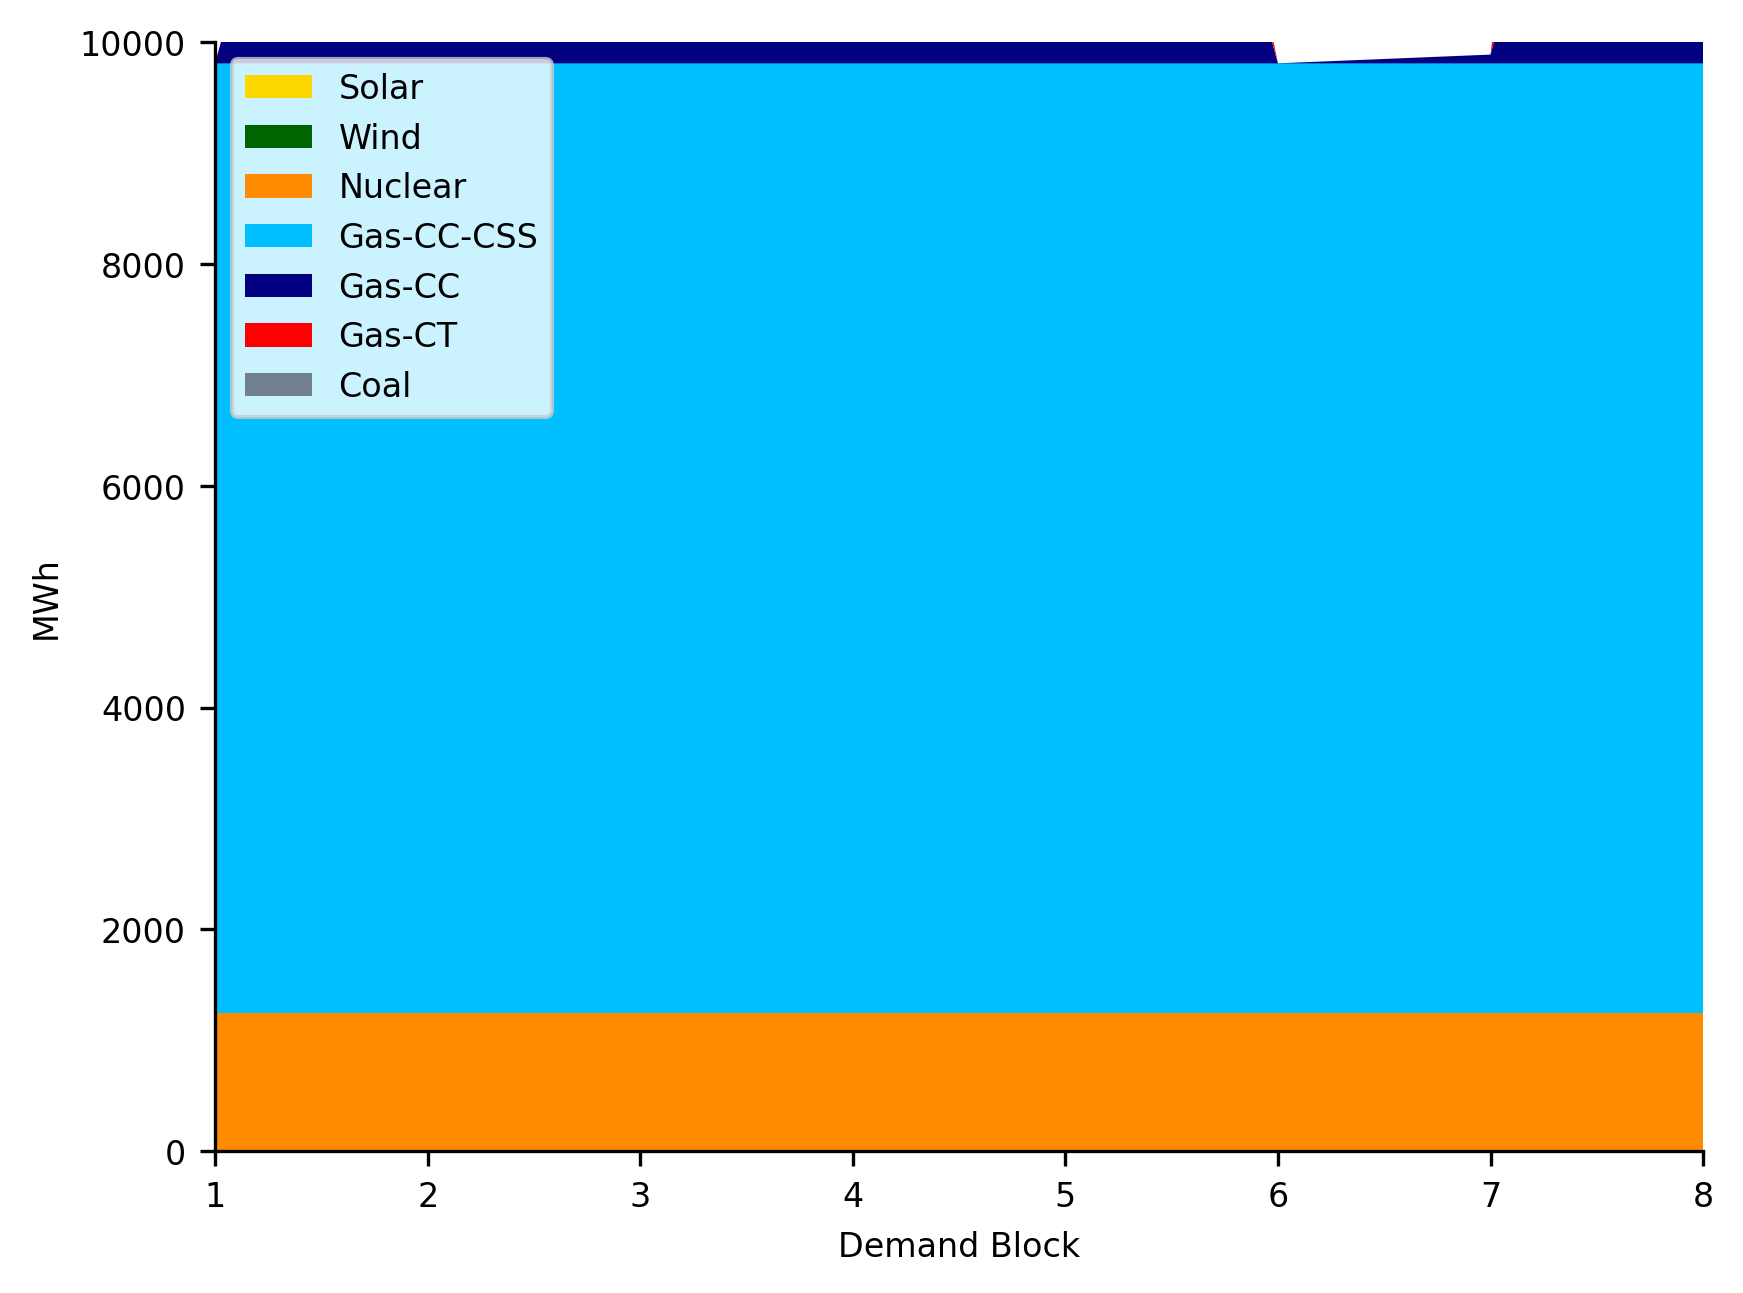 10000
8000
6000
4000
2000
0
MWh
Solar
Wind
Nuclear
Gas-CC-CSS
Gas-CC
Gas-CT
Coal
1 2 3 4 5 6 7 8
Demand Block